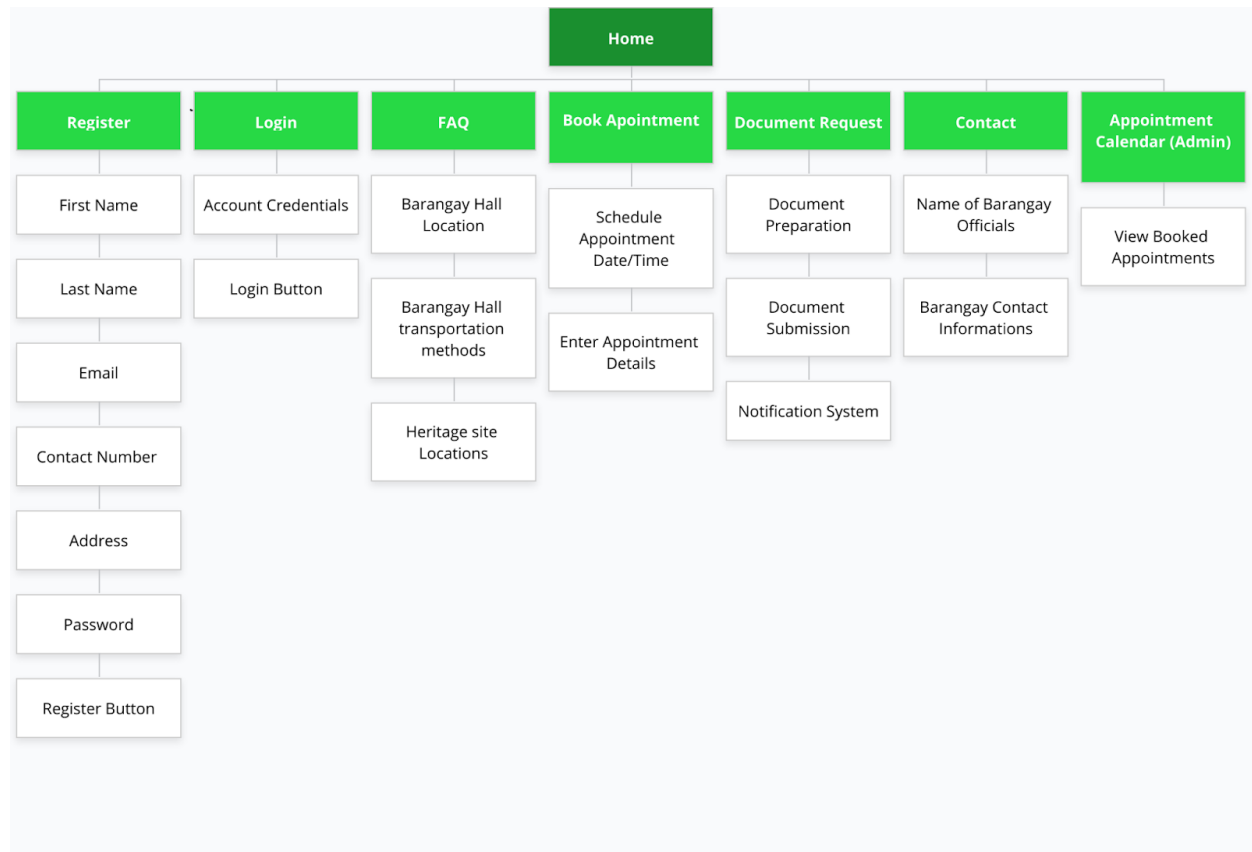 Home
Register
Login
FAQ
Book Apointment
Document Request
Contact
Appointment
Calendar (Admin)
First Name
Last Name
Email
Contact Number
Address
Password
Register Button
Account Credentials
Login Button
Barangay Hall
Location
Barangay Hall
transportation
methods
Heritage site
Locations
Schedule
Appointment
Date/Time
Enter Appointment
Details
Document
Preparation
Document
Submission
Notification System
Name of Barangay
Officials
Barangay Contact
Informations
View Booked
Appointments